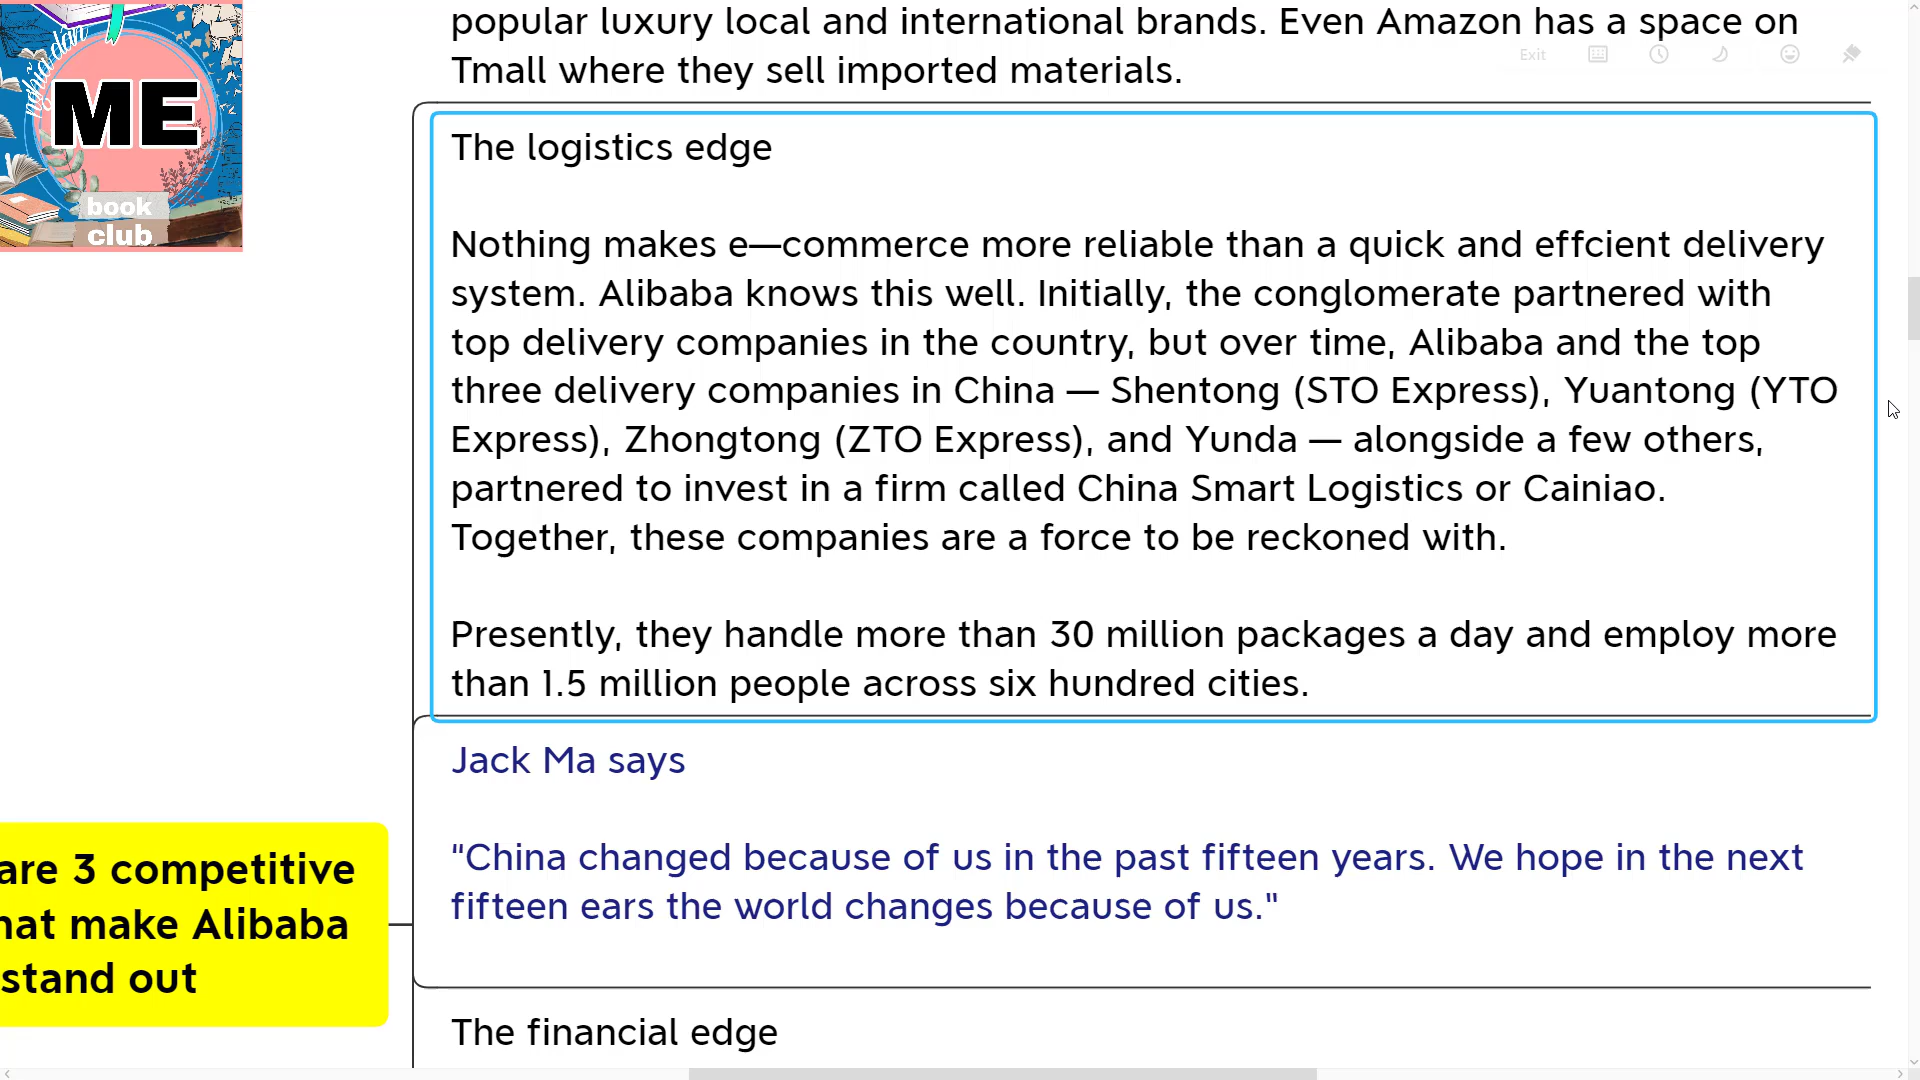 popular luxury local and international brands. Even Amazon has a space on
Tmall where they sell imported materials.
Exit
nghĩa đàn
ME
book
club
The logistics edge
Nothing makes e—commerce more reliable than a quick and effcient delivery
system. Alibaba knows this well. Initially, the conglomerate partnered with
top delivery companies in the country, but over time, Alibaba and the top
three delivery companies in China — Shentong (STO Express), Yuantong (YTO
Express), Zhongtong (ZTO Express), and Yunda — alongside a few others,
partnered to invest in a firm called China Smart Logistics or Cainiao.
Together, these companies are a force to be reckoned with.
Presently, they handle more than 30 million packages a day and employ more
than 1.5 million people across six hundred cities.
Jack Ma says
"China changed because of us in the past fifteen years. We hope in the next
fifteen ears the world changes because of us."
are 3 competitive
hat make Alibaba
stand out
The financial edge